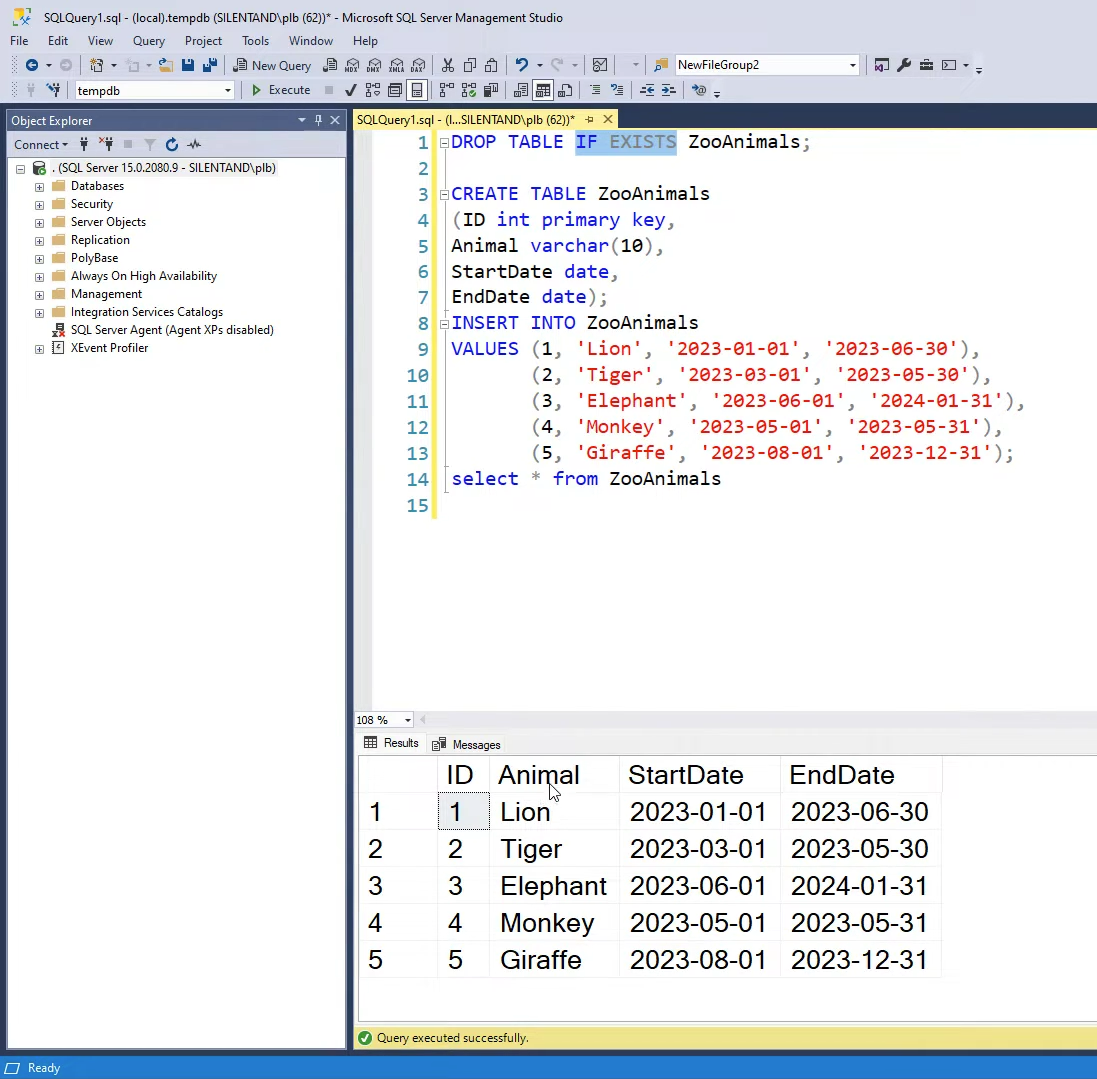 SQLQuery1.sql - (local).tempdb (SILENTAND\plb (62))* - Microsoft SQL Server Management Studio
File Edit View Query Project Tools Window Help
New Query MDX DMX XMLA DAX NewFileGroup2
tempdb Execute
Object Explorer
Connect
. (SQL Server 15.0.2080.9 - SILENTAND\plb)
Databases
Security
Server Objects
Replication
PolyBase
Always On High Availability
Management
Integration Services Catalogs
SQL Server Agent (Agent XPs disabled)
XEvent Profiler
SQLQuery1.sql - (l...SILENTAND\plb (62))*
1 DROP TABLE IF EXISTS ZooAnimals;
2
3 CREATE TABLE ZooAnimals
4 (ID int primary key,
5 Animal varchar(10),
6 StartDate date,
7 EndDate date);
8 INSERT INTO ZooAnimals
9 VALUES (1, 'Lion', '2023-01-01', '2023-06-30'),
10 (2, 'Tiger', '2023-03-01', '2023-05-30'),
11 (3, 'Elephant', '2023-06-01', '2024-01-31'),
12 (4, 'Monkey', '2023-05-01', '2023-05-31'),
13 (5, 'Giraffe', '2023-08-01', '2023-12-31');
14 select * from ZooAnimals
15
108 %
Results Messages
ID Animal StartDate EndDate
1 1 Lion 2023-01-01 2023-06-30
2 2 Tiger 2023-03-01 2023-05-30
3 3 Elephant 2023-06-01 2024-01-31
4 4 Monkey 2023-05-01 2023-05-31
5 5 Giraffe 2023-08-01 2023-12-31
Query executed successfully.
Ready